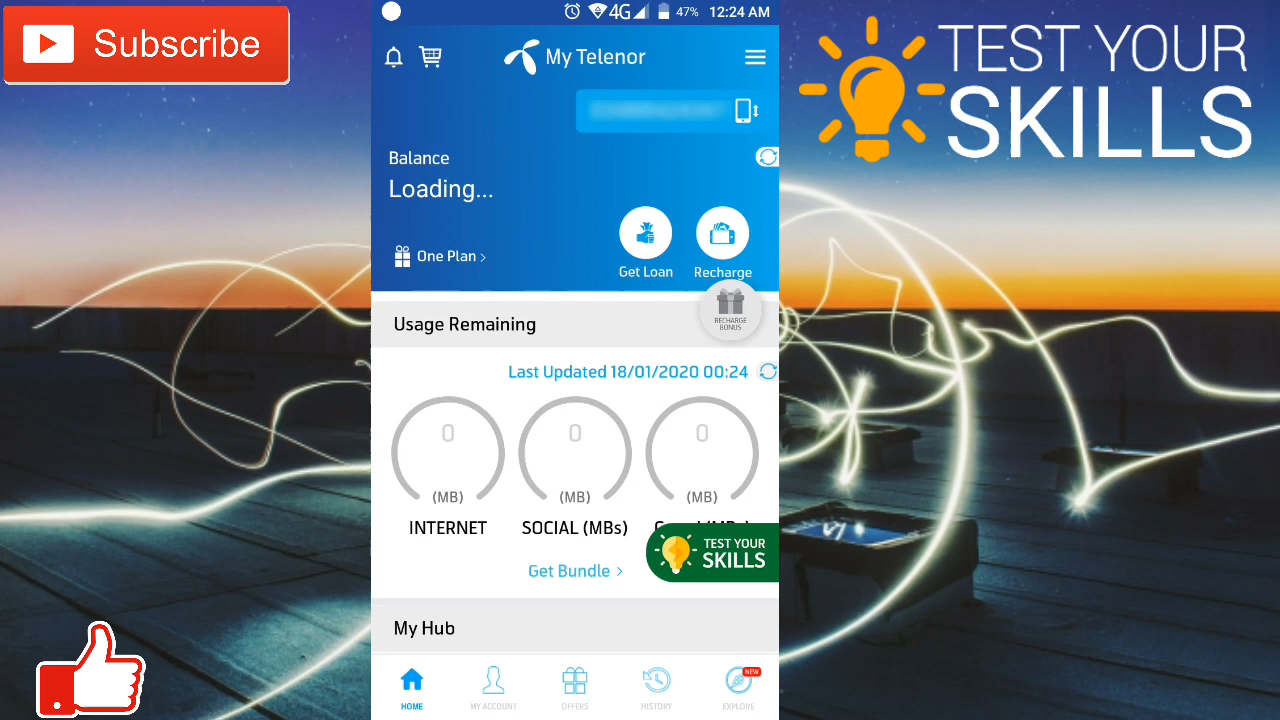 Subscribe
4G
47%
12:24 AM
My Telenor
TEST YOUR
SKILLS
Balance
Loading...
One Plan >
Get Loan
Recharge
RECHARGE
BONUS
Usage Remaining
Last Updated 18/01/2020 00:24
0
0
0
(MB)
(MB)
(MB)
INTERNET
SOCIAL (MBs)
TEST YOUR
SKILLS
Get Bundle >
My Hub
NEW
HOME
MY ACCOUNT
OFFERS
HISTORY
EXPLORE